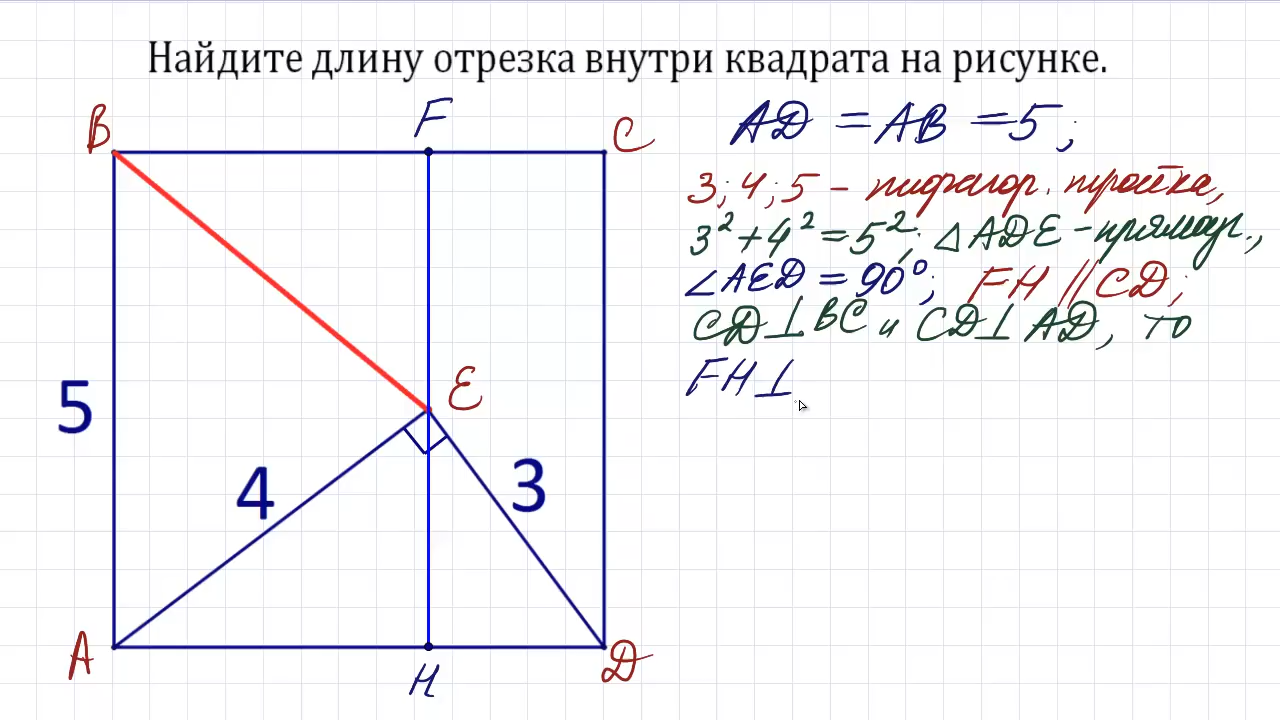 Найдите длину отрезка внутри квадрата на рисунке.
B
F
C
AD = AB = 5;
3; 4; 5 – пифагор. тройка,
3² + 4² = 5²; △ADE – прямоуг.,
∠AED = 90°; FH || CD;
CD⊥BC и CD⊥AD, то
FH⊥
E
5
4
3
A
H
D